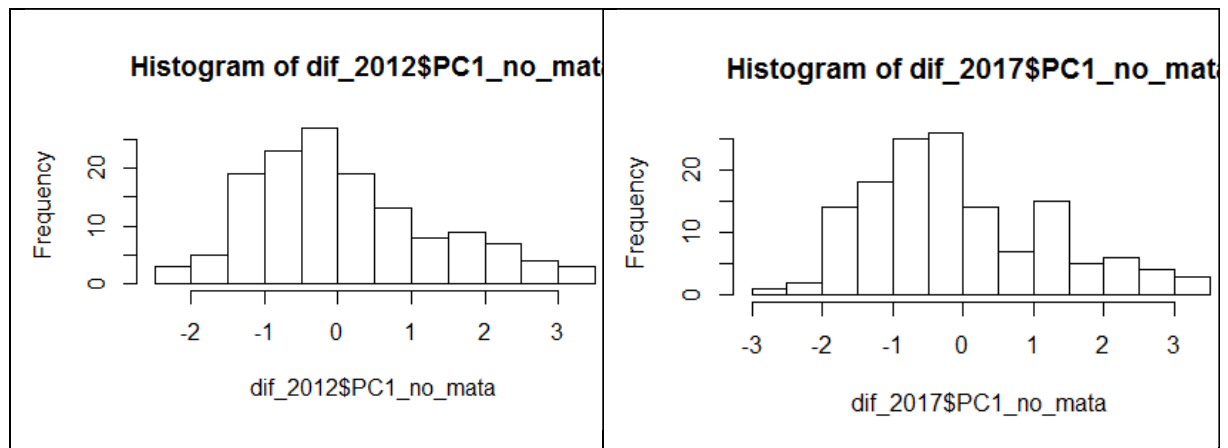 Histogram of dif_2012$PC1_no_mata
Frequency
0
10
20
-2 -1 0 1 2 3
dif_2012$PC1_no_mata
Histogram of dif_2017$PC1_no_mat
Frequency
0
10
20
-3 -2 -1 0 1 2 3
dif_2017$PC1_no_mata